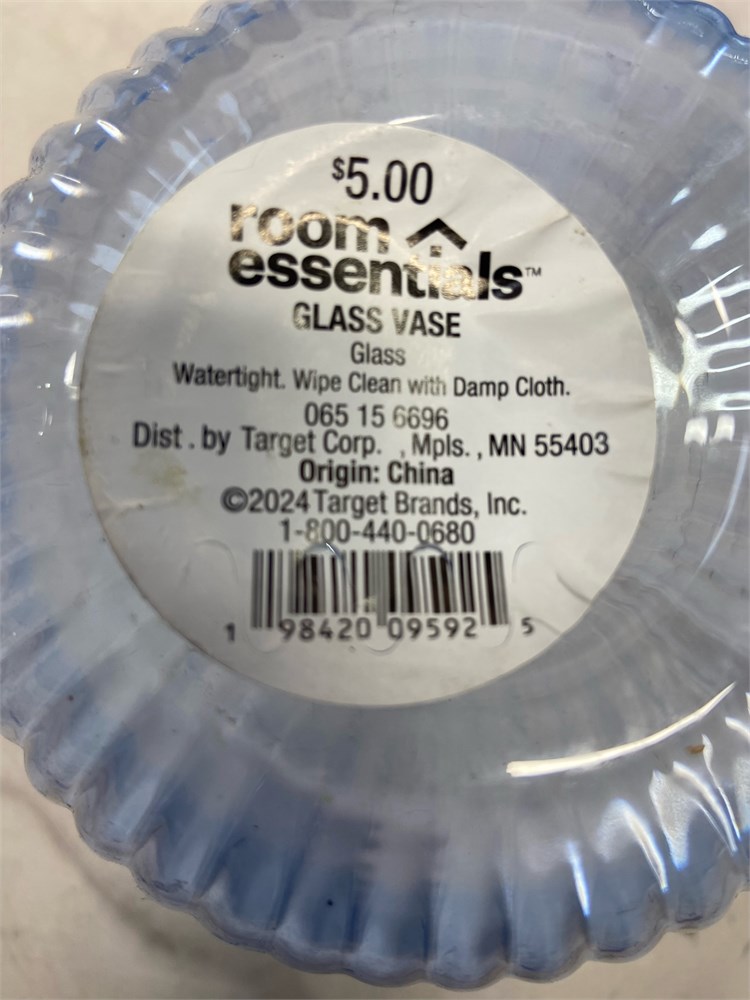 $5.00
room
essentials™
GLASS VASE
Glass
Watertight. Wipe Clean with Damp Cloth.
065 15 6696
Dist . by Target Corp. , Mpls. , MN 55403
Origin: China
©2024 Target Brands, Inc.
1-800-440-0680
1 98420 09592 5